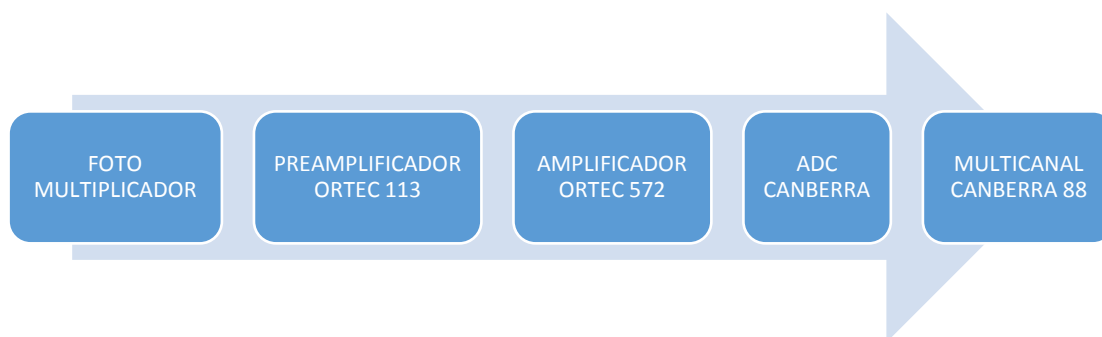 FOTO
MULTIPLICADOR
PREAMPLIFICADOR
ORTEC 113
AMPLIFICADOR
ORTEC 572
ADC
CANBERRA
MULTICANAL
CANBERRA 88